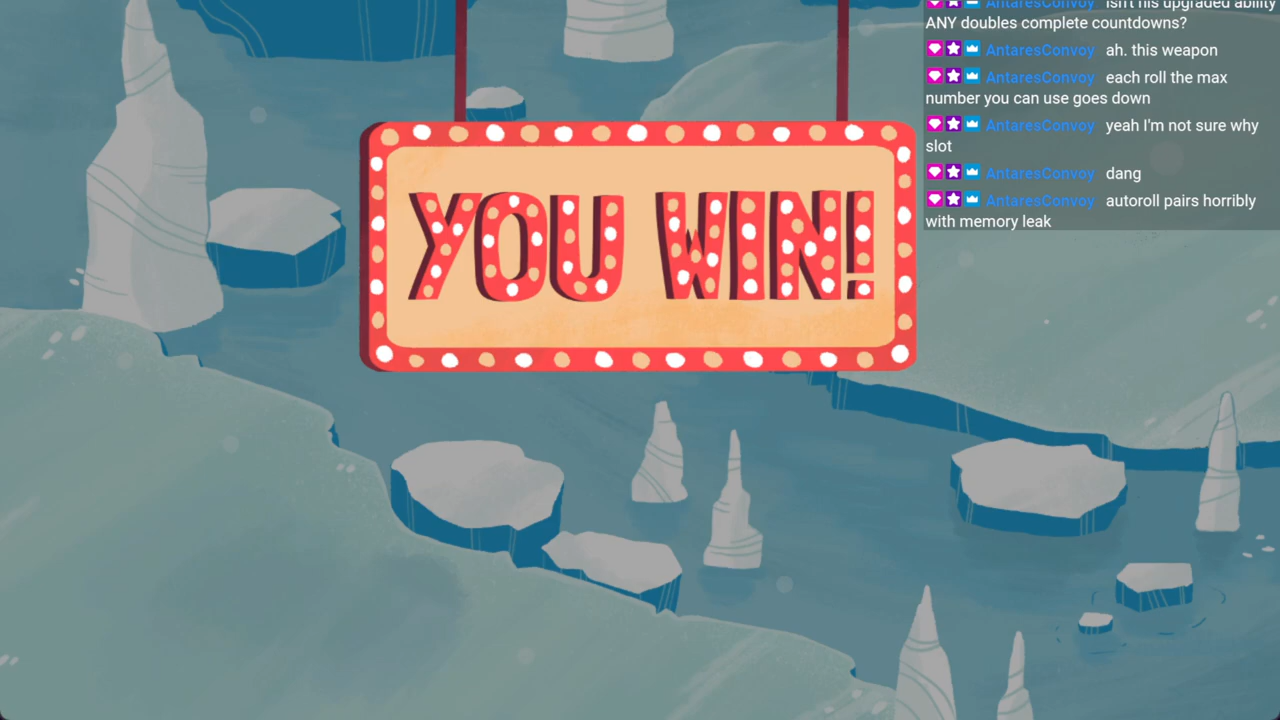 AntaresConvoy isn't his upgraded ability
ANY doubles complete countdowns?
AntaresConvoy ah. this weapon
AntaresConvoy each roll the max
number you can use goes down
AntaresConvoy yeah I'm not sure why
slot
AntaresConvoy dang
AntaresConvoy autoroll pairs horribly
with memory leak
YOU WIN!